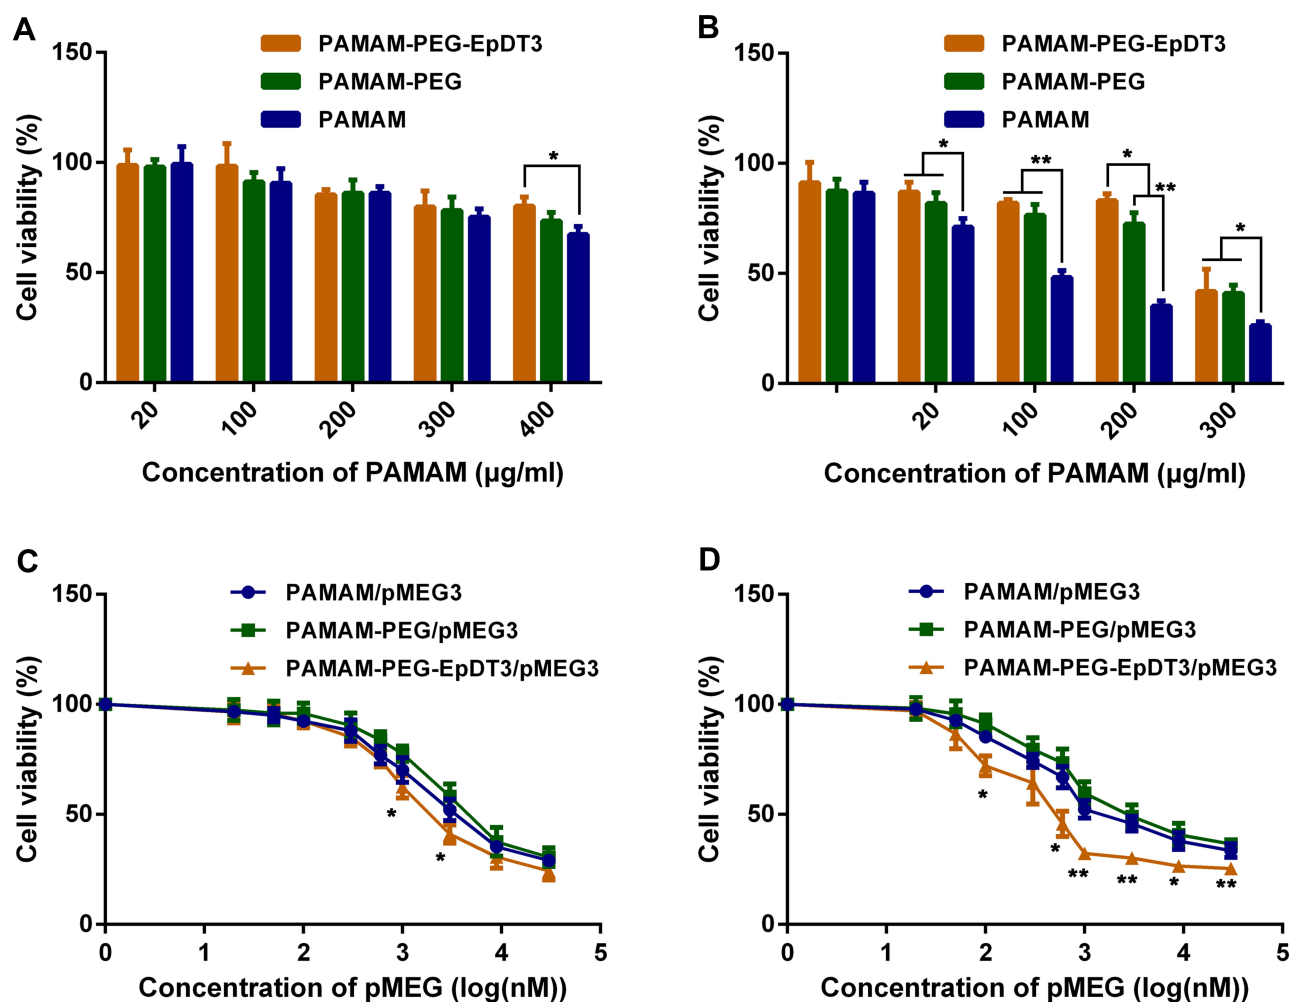 A
PAMAM-PEG-EpDT3
PAMAM-PEG
PAMAM
Cell viability (%)
150
100
50
0
*
20
100
200
300
400
Concentration of PAMAM (µg/ml)
B
PAMAM-PEG-EpDT3
PAMAM-PEG
PAMAM
Cell viability (%)
150
100
50
0
*
**
*
**
*
20
100
200
300
Concentration of PAMAM (µg/ml)
C
PAMAM/pMEG3
PAMAM-PEG/pMEG3
PAMAM-PEG-EpDT3/pMEG3
Cell viability (%)
150
100
50
0
*
*
0
1
2
3
4
5
Concentration of pMEG (log(nM))
D
PAMAM/pMEG3
PAMAM-PEG/pMEG3
PAMAM-PEG-EpDT3/pMEG3
Cell viability (%)
150
100
50
0
*
*
**
**
*
**
0
1
2
3
4
5
Concentration of pMEG (log(nM))